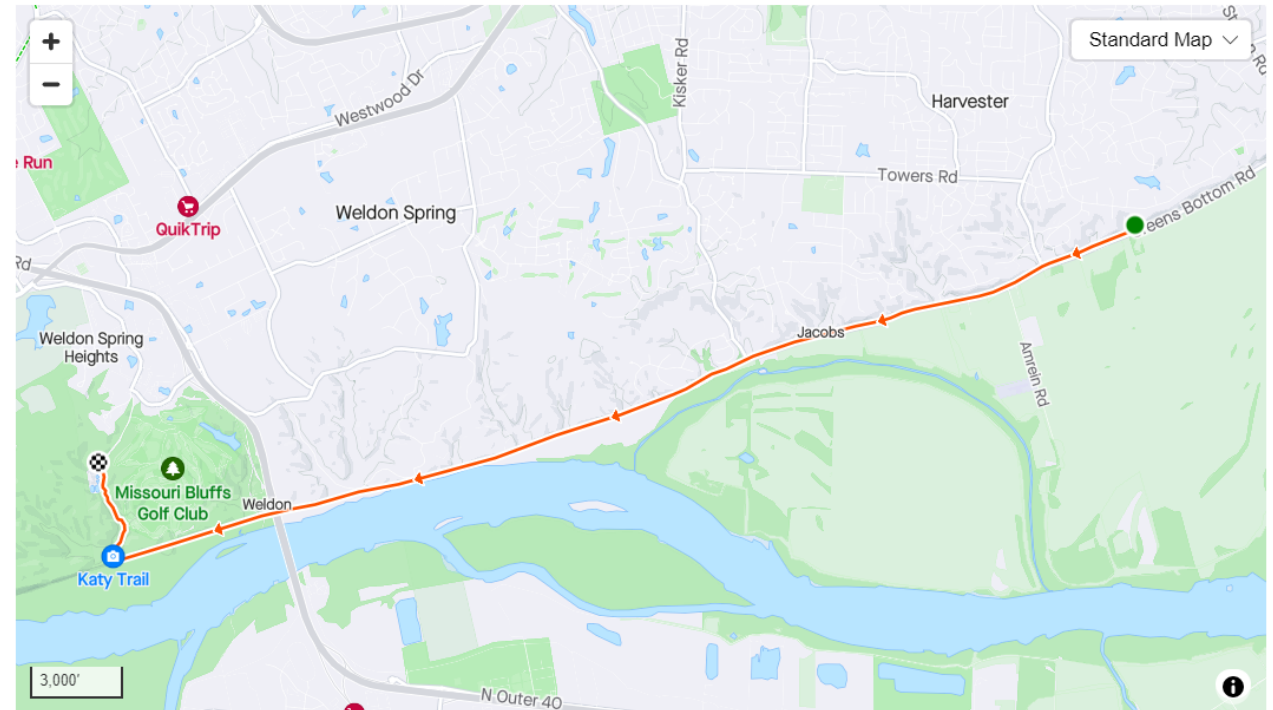 +
Standard Map
−
Kisker Rd
Harvester
Westwood Dr
e Run
Towers Rd
eens Bottom Rd
QuikTrip
Weldon Spring
Rd
Weldon Spring
Heights
Jacobs
Amrein Rd
Missouri Bluffs
Golf Club
Weldon
Katy Trail
3,000'
N Outer 40
i